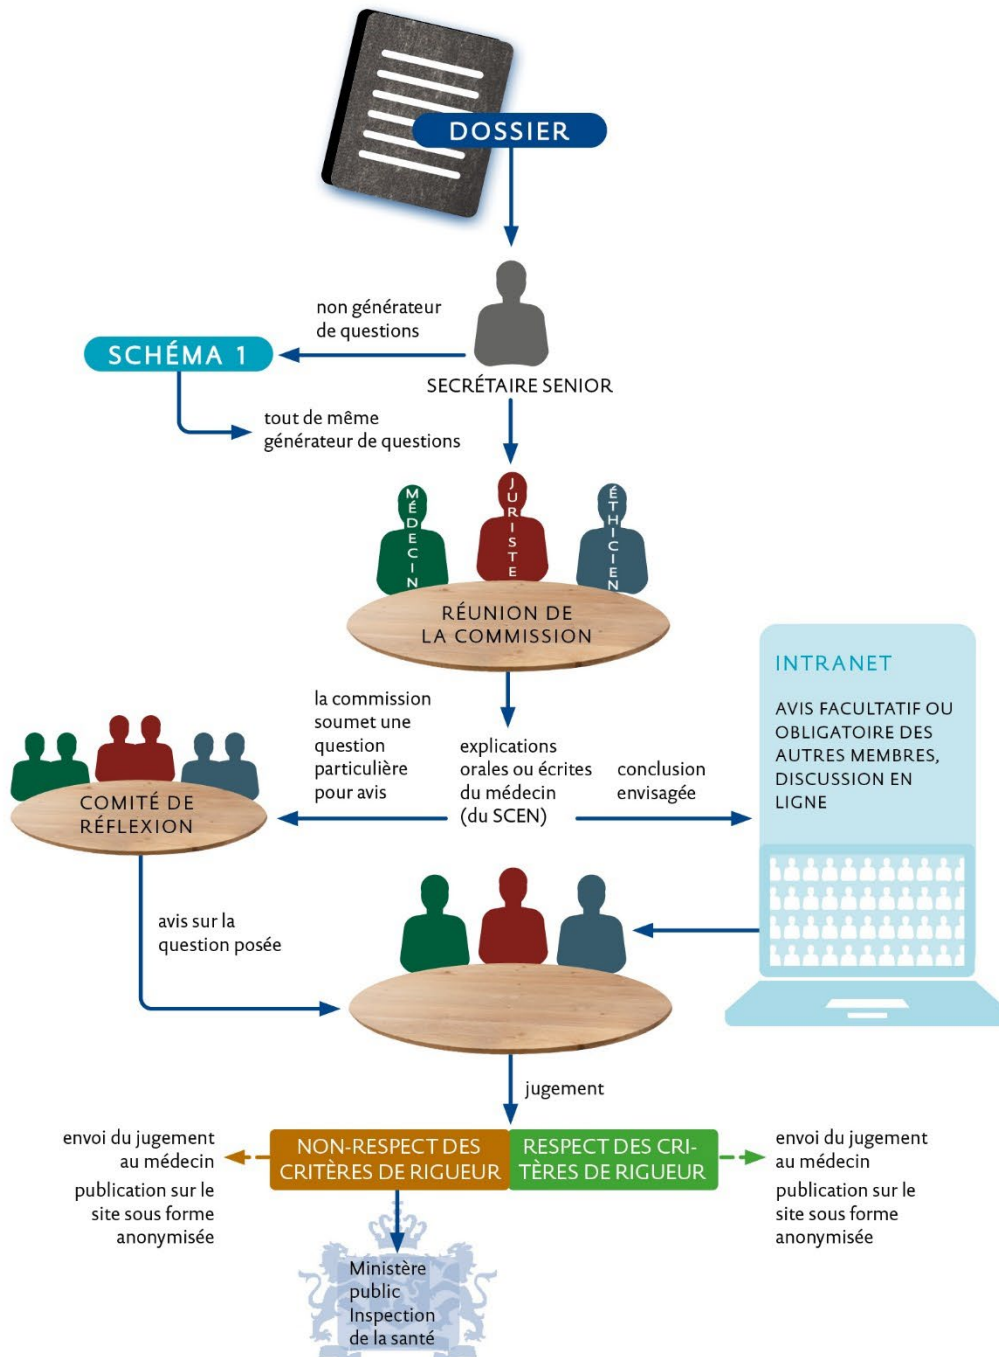 DOSSIER
non générateur
de questions
SCHÉMA 1
SECRÉTAIRE SENIOR
tout de même
générateur de questions
MÉDECIN
JURISTE
ÉTHICIEN
RÉUNION DE
LA COMMISSION
la commission
soumet une
question
particulière
pour avis
explications
orales ou écrites
du médecin
(du SCEN)
conclusion
envisagée
INTRANET
AVIS FACULTATIF OU
OBLIGATOIRE DES
AUTRES MEMBRES,
DISCUSSION EN
LIGNE
COMITÉ DE
RÉFLEXION
avis sur la
question posée
jugement
envoi du jugement
au médecin
publication sur le
site sous forme
anonymisée
NON-RESPECT DES
CRITÈRES DE RIGUEUR
RESPECT DES CRI-
TÈRES DE RIGUEUR
envoi du jugement
au médecin
publication sur le
site sous forme
anonymisée
Ministère
public
Inspection
de la santé